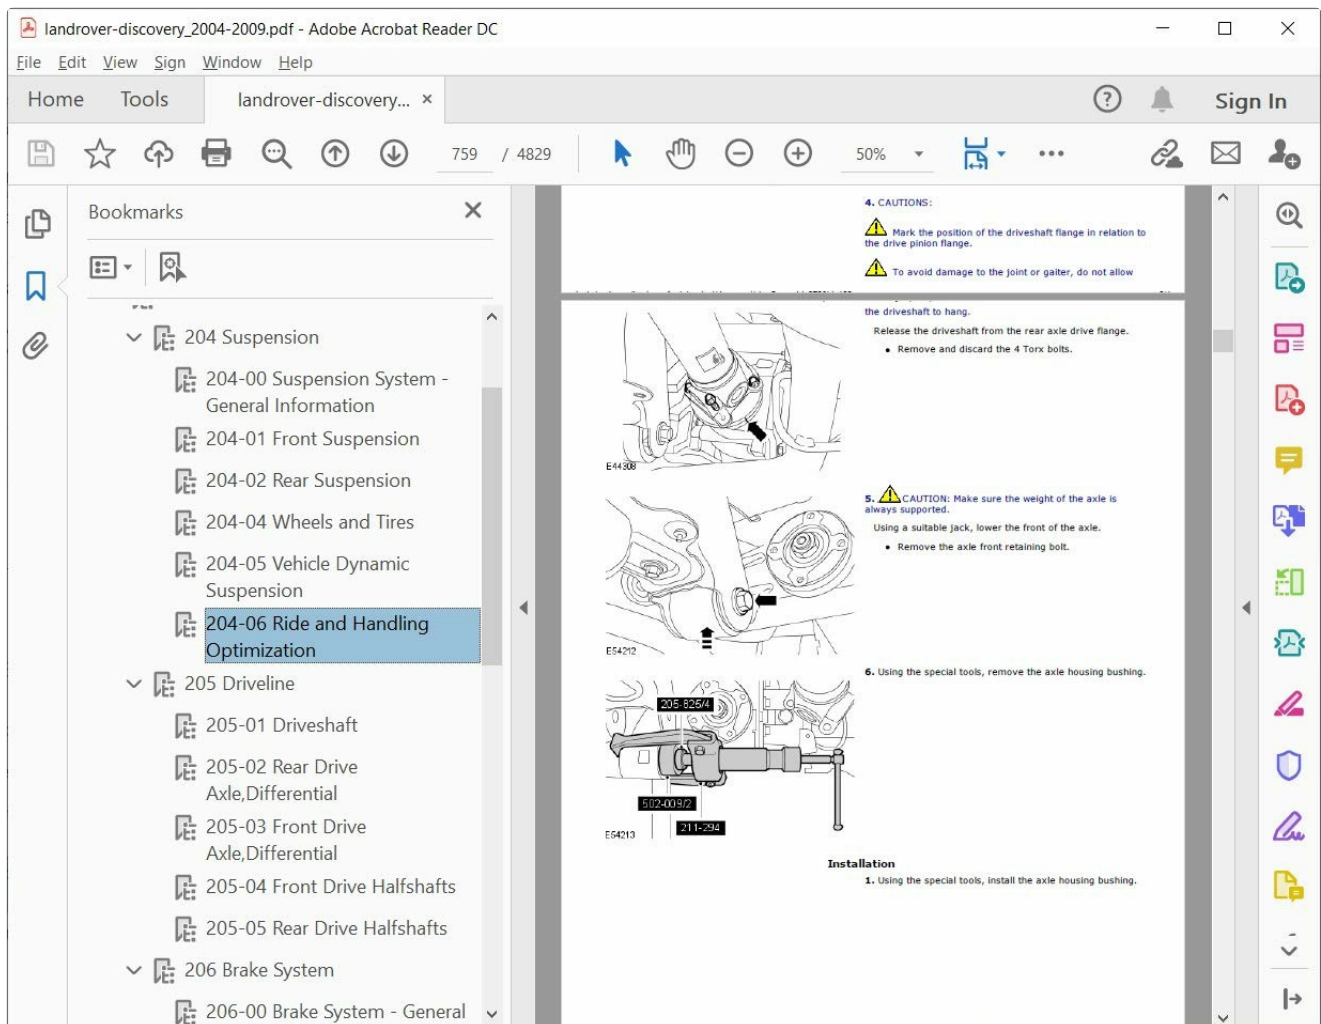 landrover-discovery_2004-2009.pdf - Adobe Acrobat Reader DC
File Edit View Sign Window Help
Home Tools landrover-discovery... × Sign In
759 / 4829 50%
Bookmarks
204 Suspension
204-00 Suspension System -
General Information
204-01 Front Suspension
204-02 Rear Suspension
204-04 Wheels and Tires
204-05 Vehicle Dynamic
Suspension
204-06 Ride and Handling
Optimization
205 Driveline
205-01 Driveshaft
205-02 Rear Drive
Axle,Differential
205-03 Front Drive
Axle,Differential
205-04 Front Drive Halfshafts
205-05 Rear Drive Halfshafts
206 Brake System
206-00 Brake System - General
4. CAUTIONS:
Mark the position of the driveshaft flange in relation to
the drive pinion flange.
To avoid damage to the joint or gaiter, do not allow
the driveshaft to hang.
Release the driveshaft from the rear axle drive flange.
• Remove and discard the 4 Torx bolts.
E44308
5. CAUTION: Make sure the weight of the axle is
always supported.
Using a suitable jack, lower the front of the axle.
• Remove the axle front retaining bolt.
E54212
6. Using the special tools, remove the axle housing bushing.
205-825/4
502-009/2
211-294
E54213
Installation
1. Using the special tools, install the axle housing bushing.